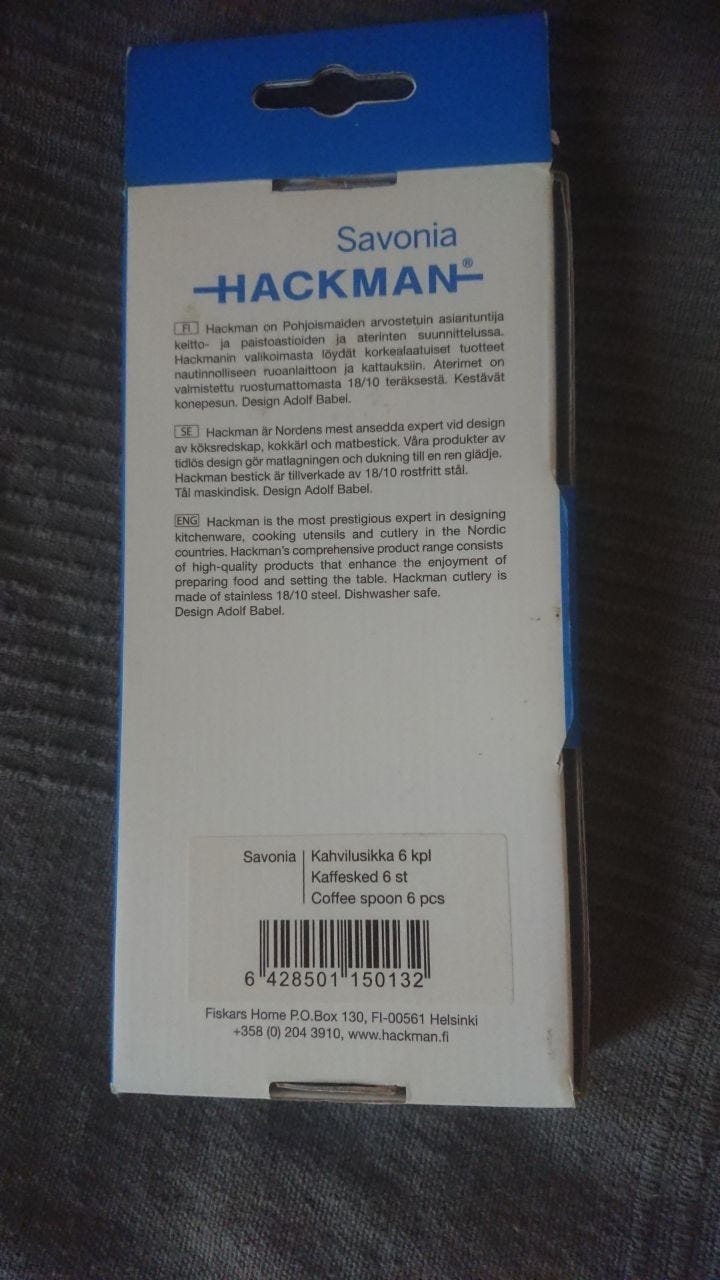 Savonia
HACKMAN®
FI Hackman on Pohjoismaiden arvostetuin asiantuntija
keitto- ja paistoastioiden ja aterinten suunnittelussa.
Hackmanin valikoimasta löydät korkealaatuiset tuotteet
nautinnolliseen ruoanlaittoon ja kattauksiin. Aterimet on
valmistettu ruostumattomasta 18/10 teräksestä. Kestävät
konepesun. Design Adolf Babel.
SE Hackman är Nordens mest ansedda expert vid design
av köksredskap, kokkärl och matbestick. Våra produkter av
tidlös design gör matlagningen och dukning till en ren glädje.
Hackman bestick är tillverkade av 18/10 rostfritt stål.
Tål maskindisk. Design Adolf Babel.
ENG Hackman is the most prestigious expert in designing
kitchenware, cooking utensils and cutlery in the Nordic
countries. Hackman's comprehensive product range consists
of high-quality products that enhance the enjoyment of
preparing food and setting the table. Hackman cutlery is
made of stainless 18/10 steel. Dishwasher safe.
Design Adolf Babel.
Savonia | Kahvilusikka 6 kpl
Kaffesked 6 st
Coffee spoon 6 pcs
6 428501 150132
Fiskars Home P.O.Box 130, FI-00561 Helsinki
+358 (0) 204 3910, www.hackman.fi